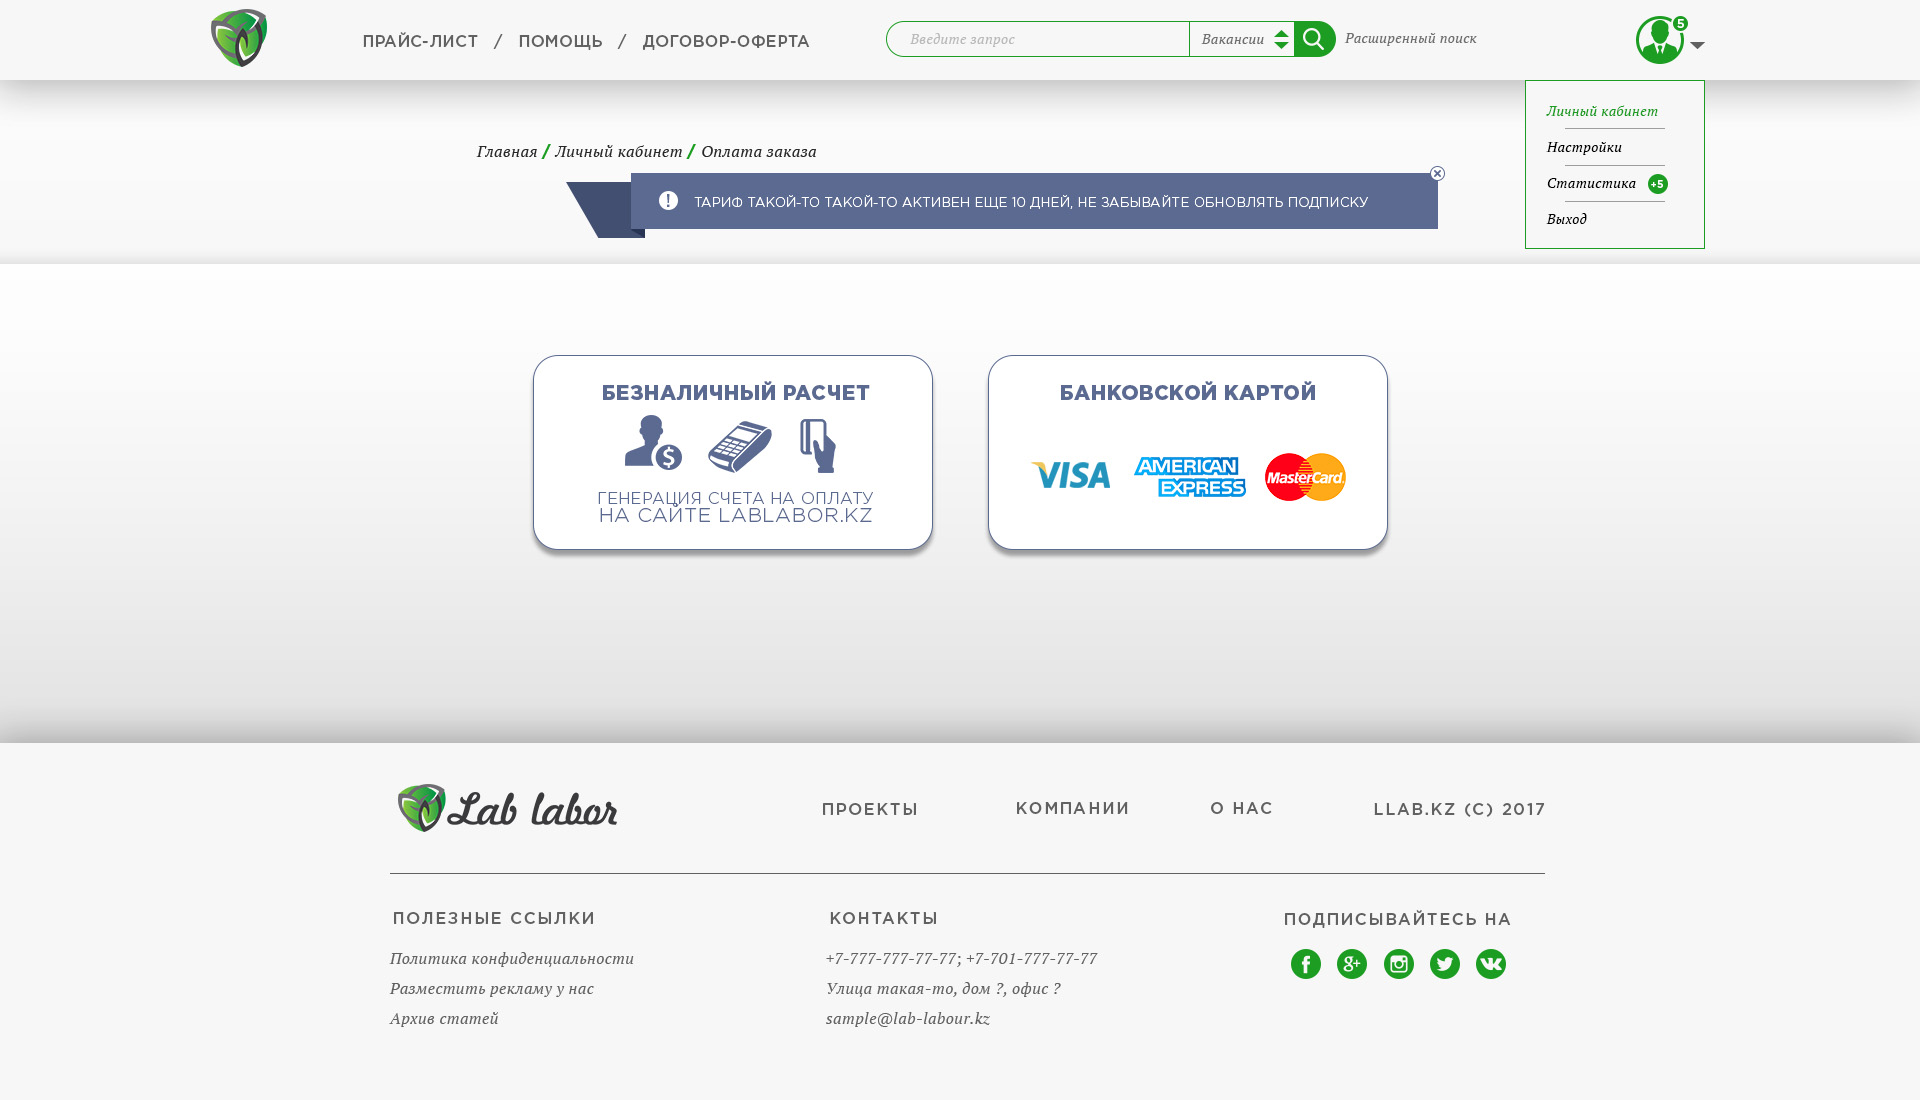 ПРАЙС-ЛИСТ / ПОМОЩЬ / ДОГОВОР-ОФЕРТА
Введите запрос
Вакансии
Расширенный поиск
5
Личный кабинет
Настройки
Статистика +5
Выход
Главная / Личный кабинет / Оплата заказа
! ТАРИФ ТАКОЙ-ТО ТАКОЙ-ТО АКТИВЕН ЕЩЕ 10 ДНЕЙ, НЕ ЗАБЫВАЙТЕ ОБНОВЛЯТЬ ПОДПИСКУ
БЕЗНАЛИЧНЫЙ РАСЧЕТ
$
ГЕНЕРАЦИЯ СЧЕТА НА ОПЛАТУ
НА САЙТЕ LABLABOR.KZ
БАНКОВСКОЙ КАРТОЙ
VISA
AMERICAN
EXPRESS
MasterCard
Lab labor
ПРОЕКТЫ
КОМПАНИИ
О НАС
LLAB.KZ (C) 2017
ПОЛЕЗНЫЕ ССЫЛКИ
Политика конфиденциальности
Разместить рекламу у нас
Архив статей
КОНТАКТЫ
+7-777-777-77-77; +7-701-777-77-77
Улица такая-то, дом ?, офис ?
sample@lab-labour.kz
ПОДПИСЫВАЙТЕСЬ НА